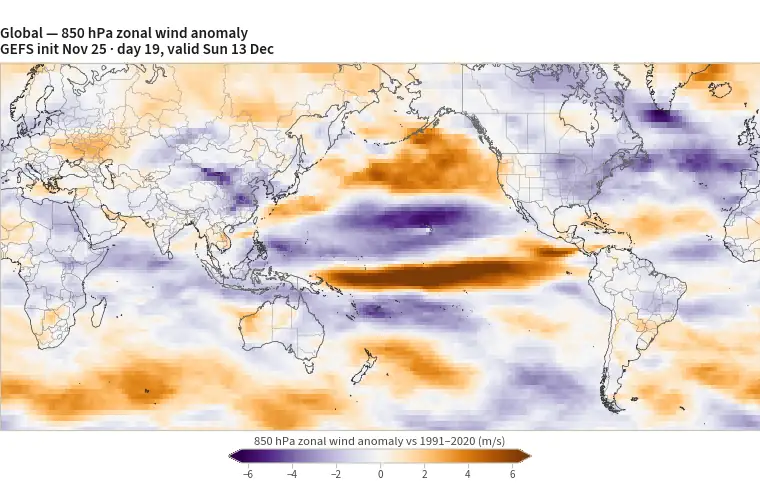 Global — 850 hPa zonal wind anomaly
GEFS init Nov 25 · day 19, valid Sun 13 Dec
850 hPa zonal wind anomaly vs 1991–2020 (m/s)
−6 −4 −2 0 2 4 6